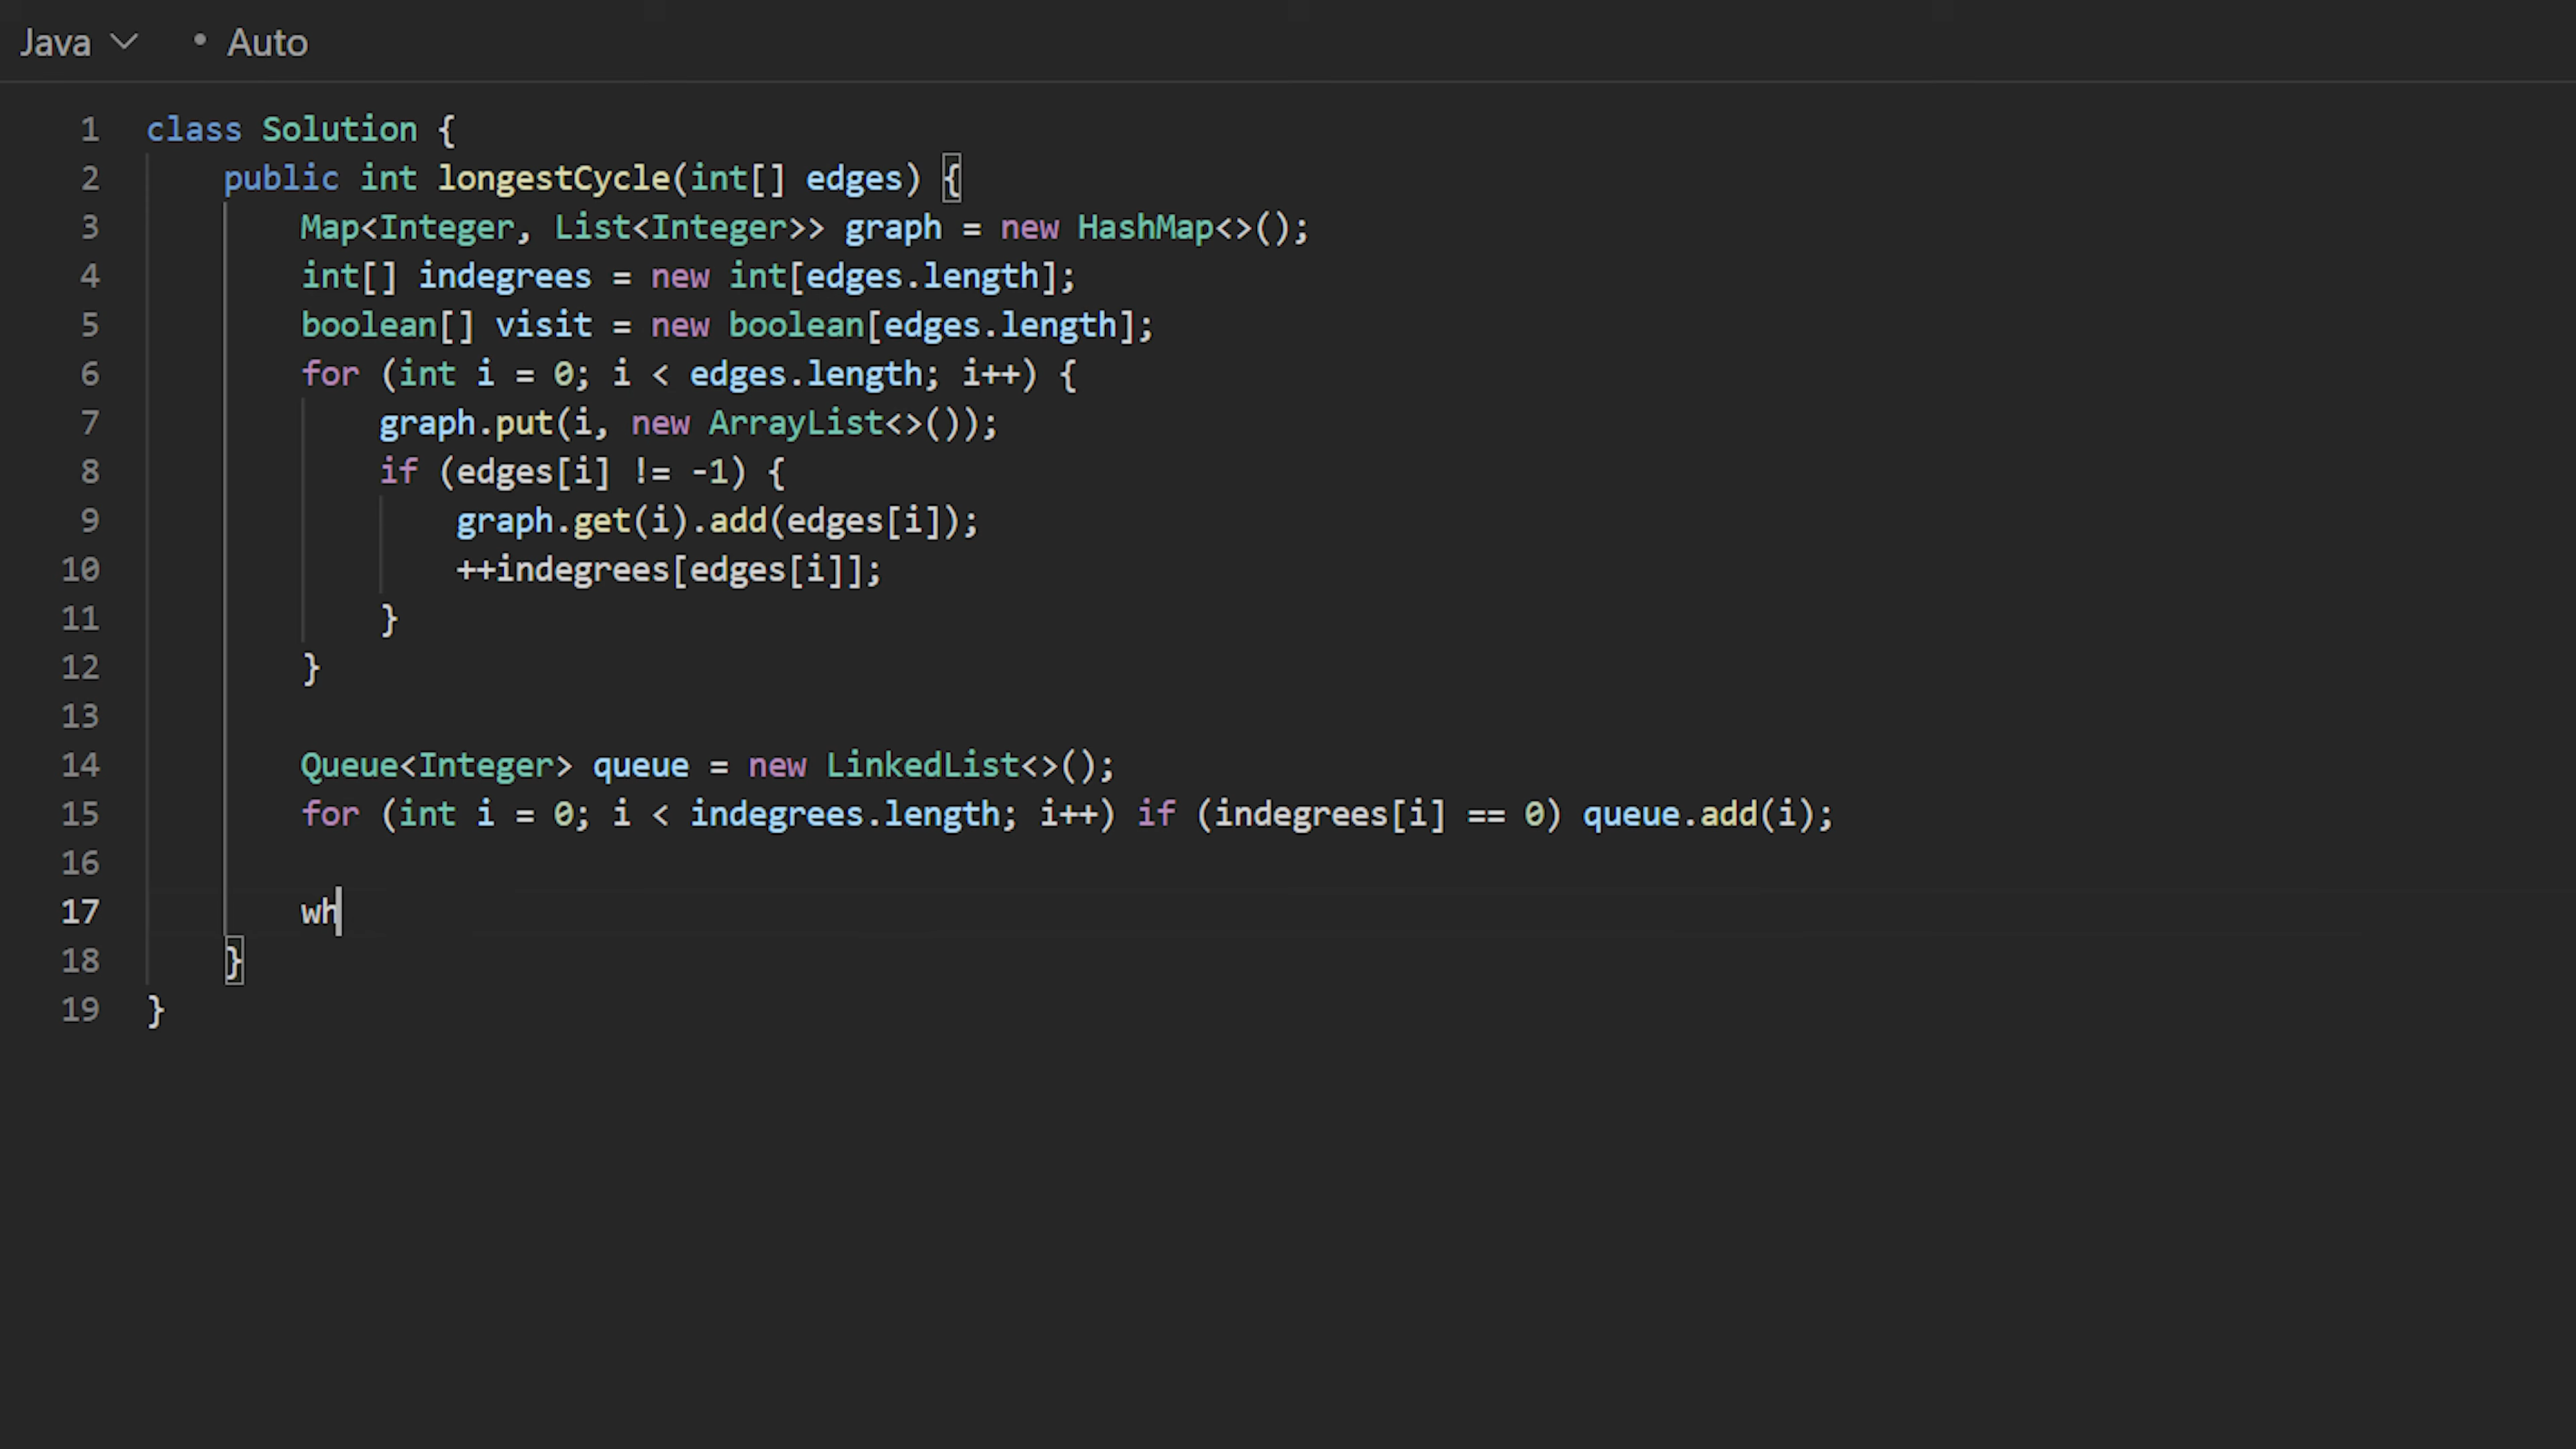 Java • Auto
1 class Solution {
2     public int longestCycle(int[] edges) {
3         Map<Integer, List<Integer>> graph = new HashMap<>();
4         int[] indegrees = new int[edges.length];
5         boolean[] visit = new boolean[edges.length];
6         for (int i = 0; i < edges.length; i++) {
7             graph.put(i, new ArrayList<>());
8             if (edges[i] != -1) {
9                 graph.get(i).add(edges[i]);
10                 ++indegrees[edges[i]];
11             }
12         }
13
14         Queue<Integer> queue = new LinkedList<>();
15         for (int i = 0; i < indegrees.length; i++) if (indegrees[i] == 0) queue.add(i);
16
17         wh
18     }
19 }